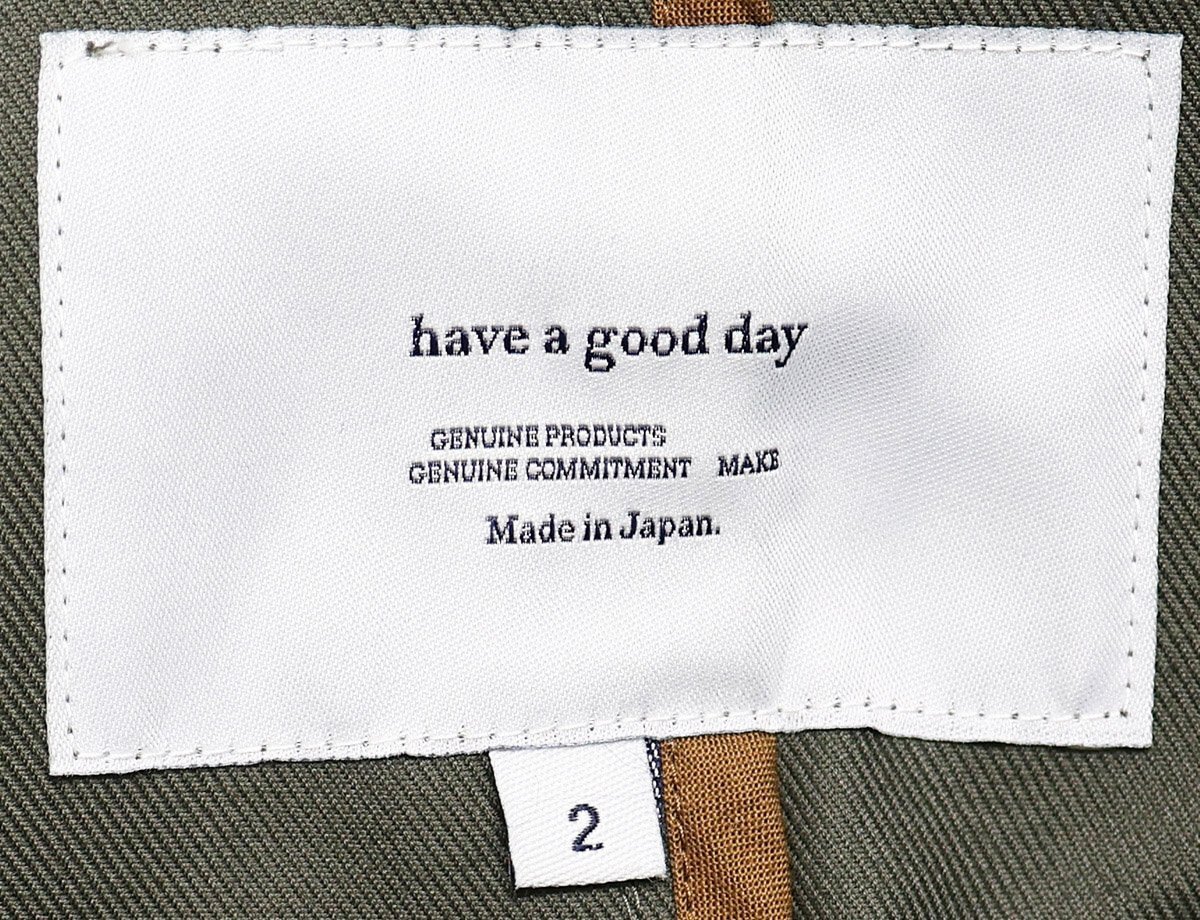 have a good day
GENUINE PRODUCTS
GENUINE COMMITMENT MAKE
Made in Japan.
2